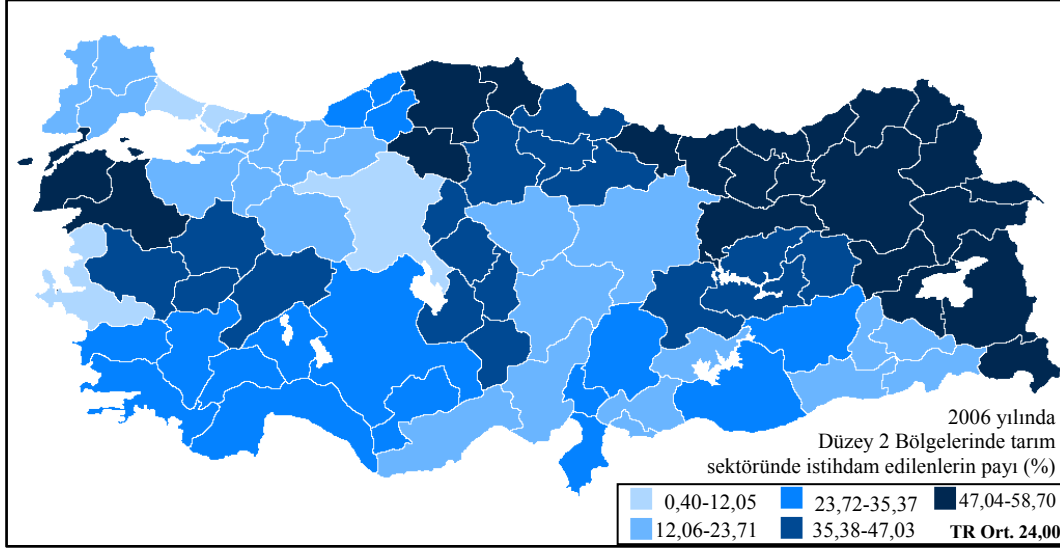 2006 yılında
Düzey 2 Bölgelerinde tarım
sektöründe istihdam edilenlerin payı (%)
0,40-12,05 23,72-35,37 47,04-58,70
12,06-23,71 35,38-47,03 TR Ort. 24,00